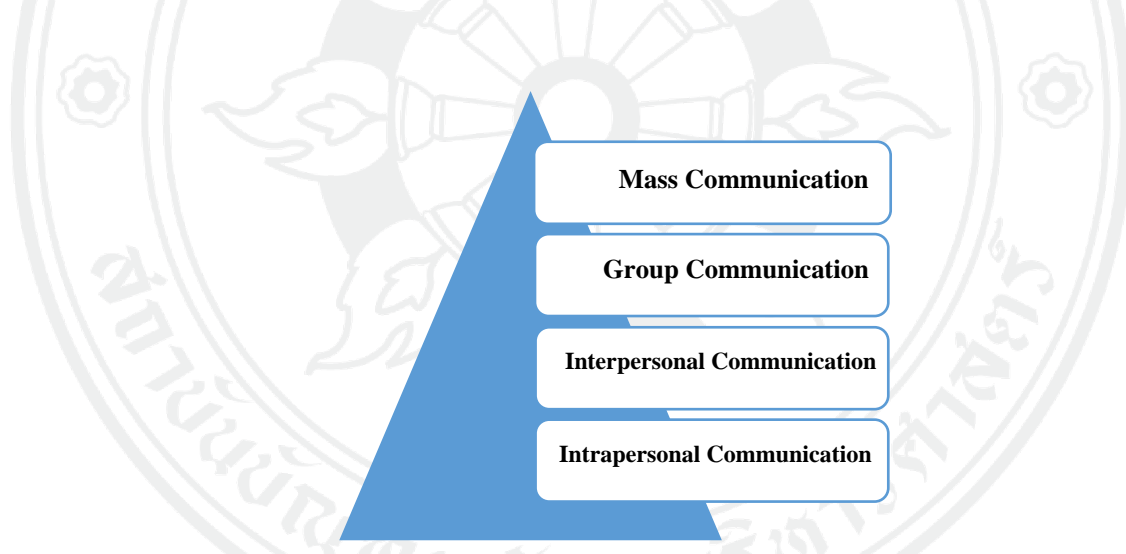 Mass Communication
Group Communication
Interpersonal Communication
Intrapersonal Communication